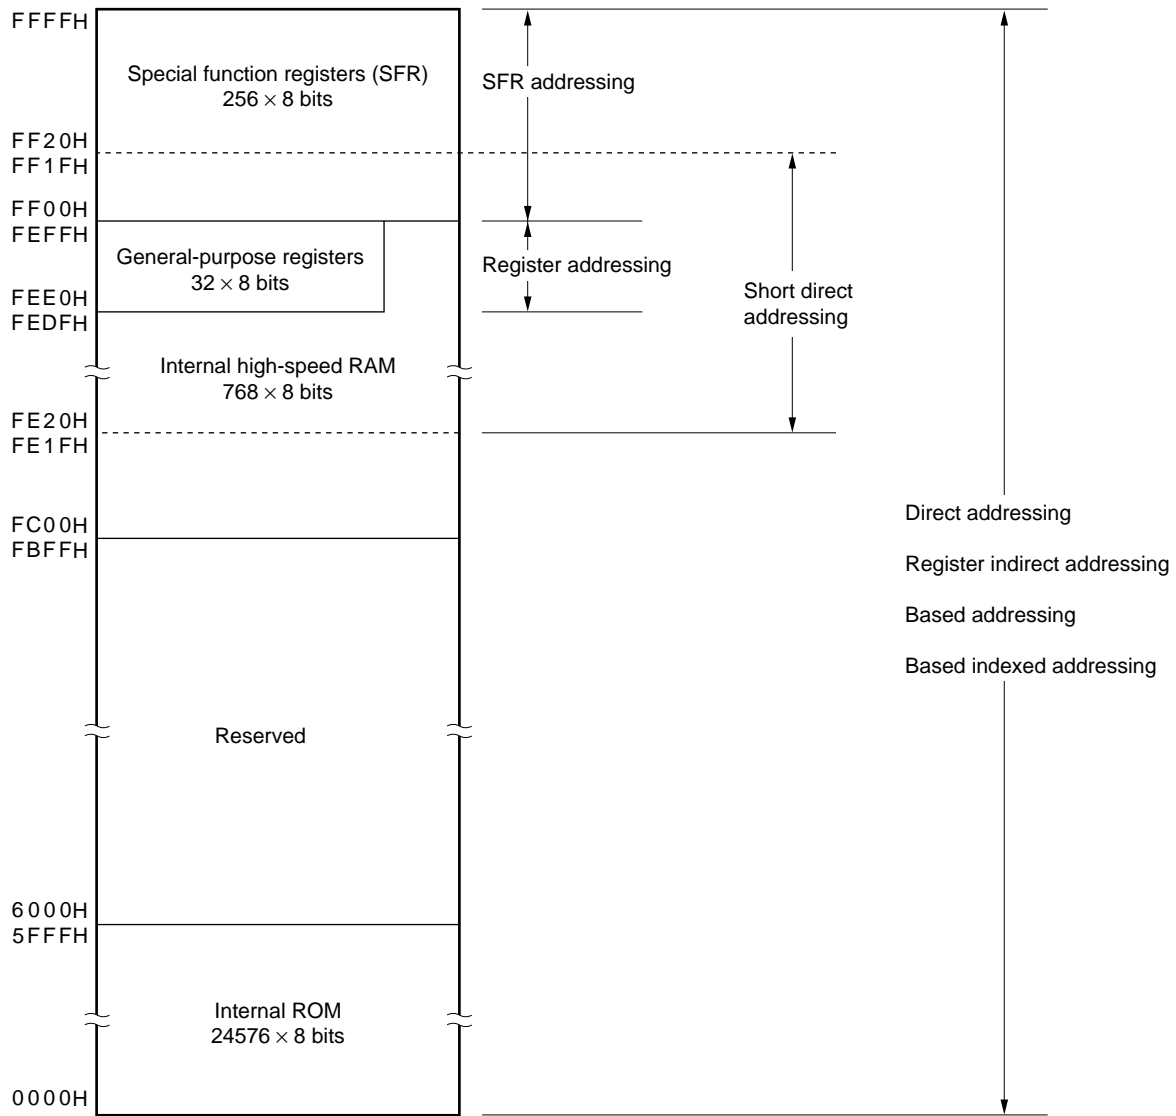 FFFFH
Special function registers (SFR)
256 × 8 bits
SFR addressing
FF20H
FF1FH
FF00H
FEFFH
General-purpose registers
32 × 8 bits
Register addressing
FEE0H
FEDFH
Short direct
addressing
Internal high-speed RAM
768 × 8 bits
FE20H
FE1FH
FC00H
FBFFH
Direct addressing
Register indirect addressing
Based addressing
Based indexed addressing
Reserved
6000H
5FFFH
Internal ROM
24576 × 8 bits
0000H